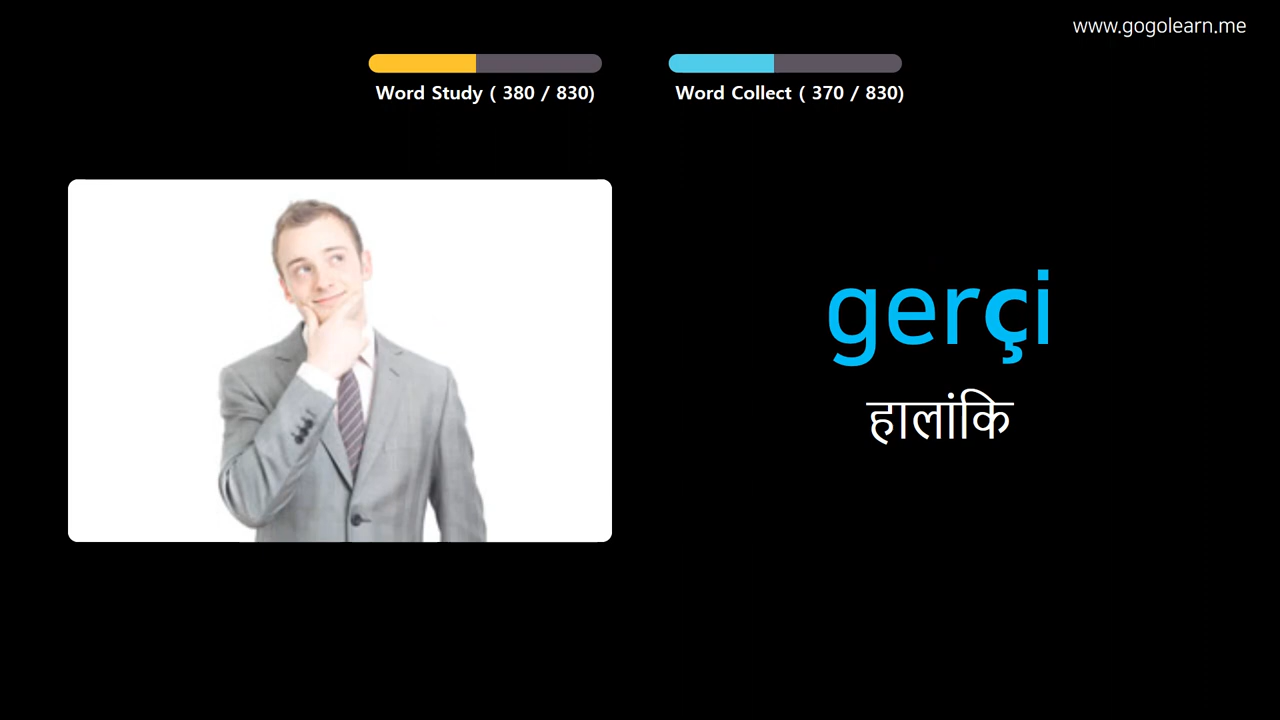 www.gogolearn.me
Word Study ( 380 / 830)
Word Collect ( 370 / 830)
gerçi
हालांकि